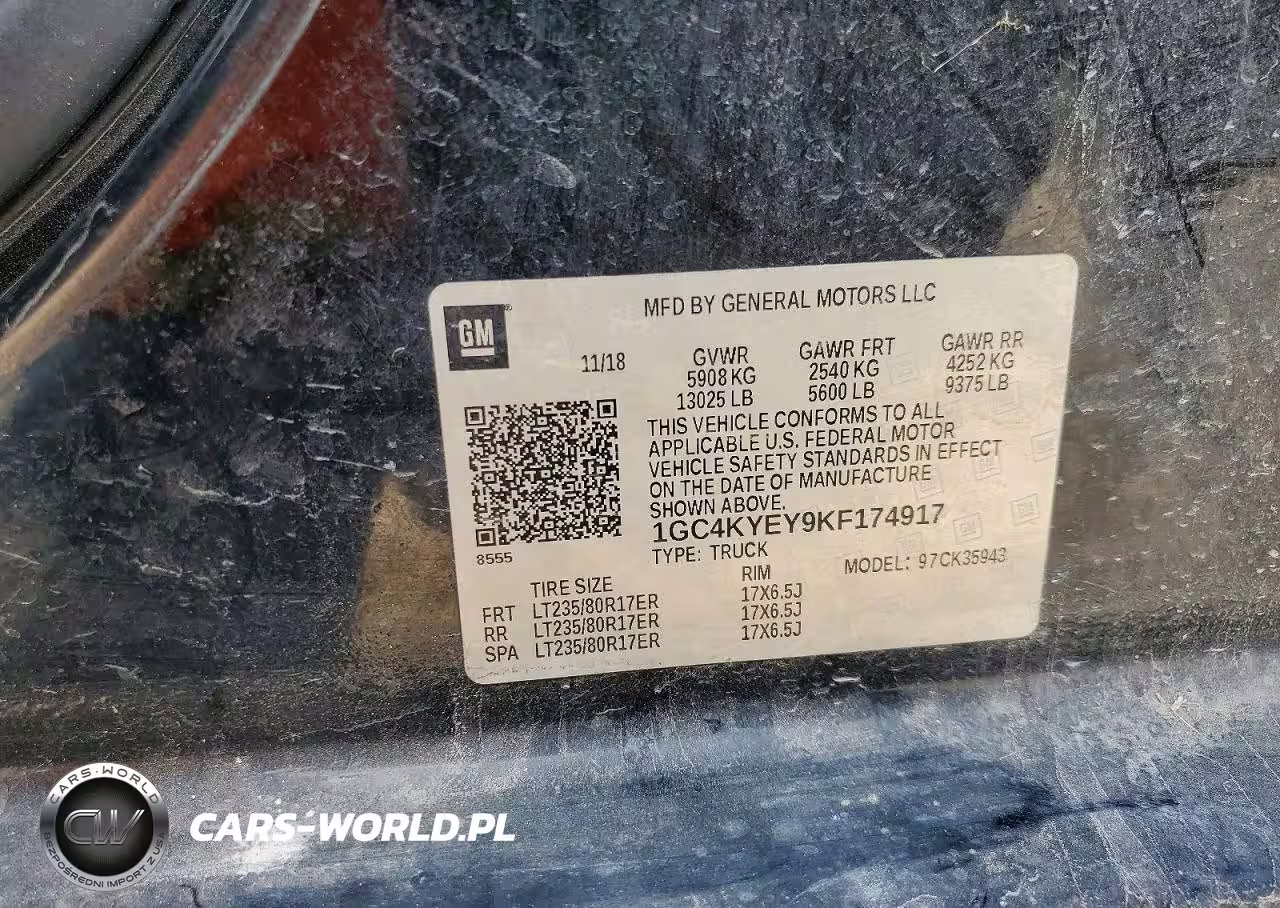 MFD BY GENERAL MOTORS LLC
GM
11/18
GVWR GAWR FRT GAWR RR
5908 KG 2540 KG 4252 KG
13025 LB 5600 LB 9375 LB
THIS VEHICLE CONFORMS TO ALL
APPLICABLE U.S. FEDERAL MOTOR
VEHICLE SAFETY STANDARDS IN EFFECT
ON THE DATE OF MANUFACTURE
SHOWN ABOVE.
1GC4KYEY9KF174917
8555
TYPE: TRUCK MODEL: 97CK35943
TIRE SIZE RIM
FRT LT235/80R17ER 17X6.5J
RR LT235/80R17ER 17X6.5J
SPA LT235/80R17ER 17X6.5J
CARS-WORLD
CW
BEZPOŚREDNI IMPORT Z USA
CARS-WORLD.PL